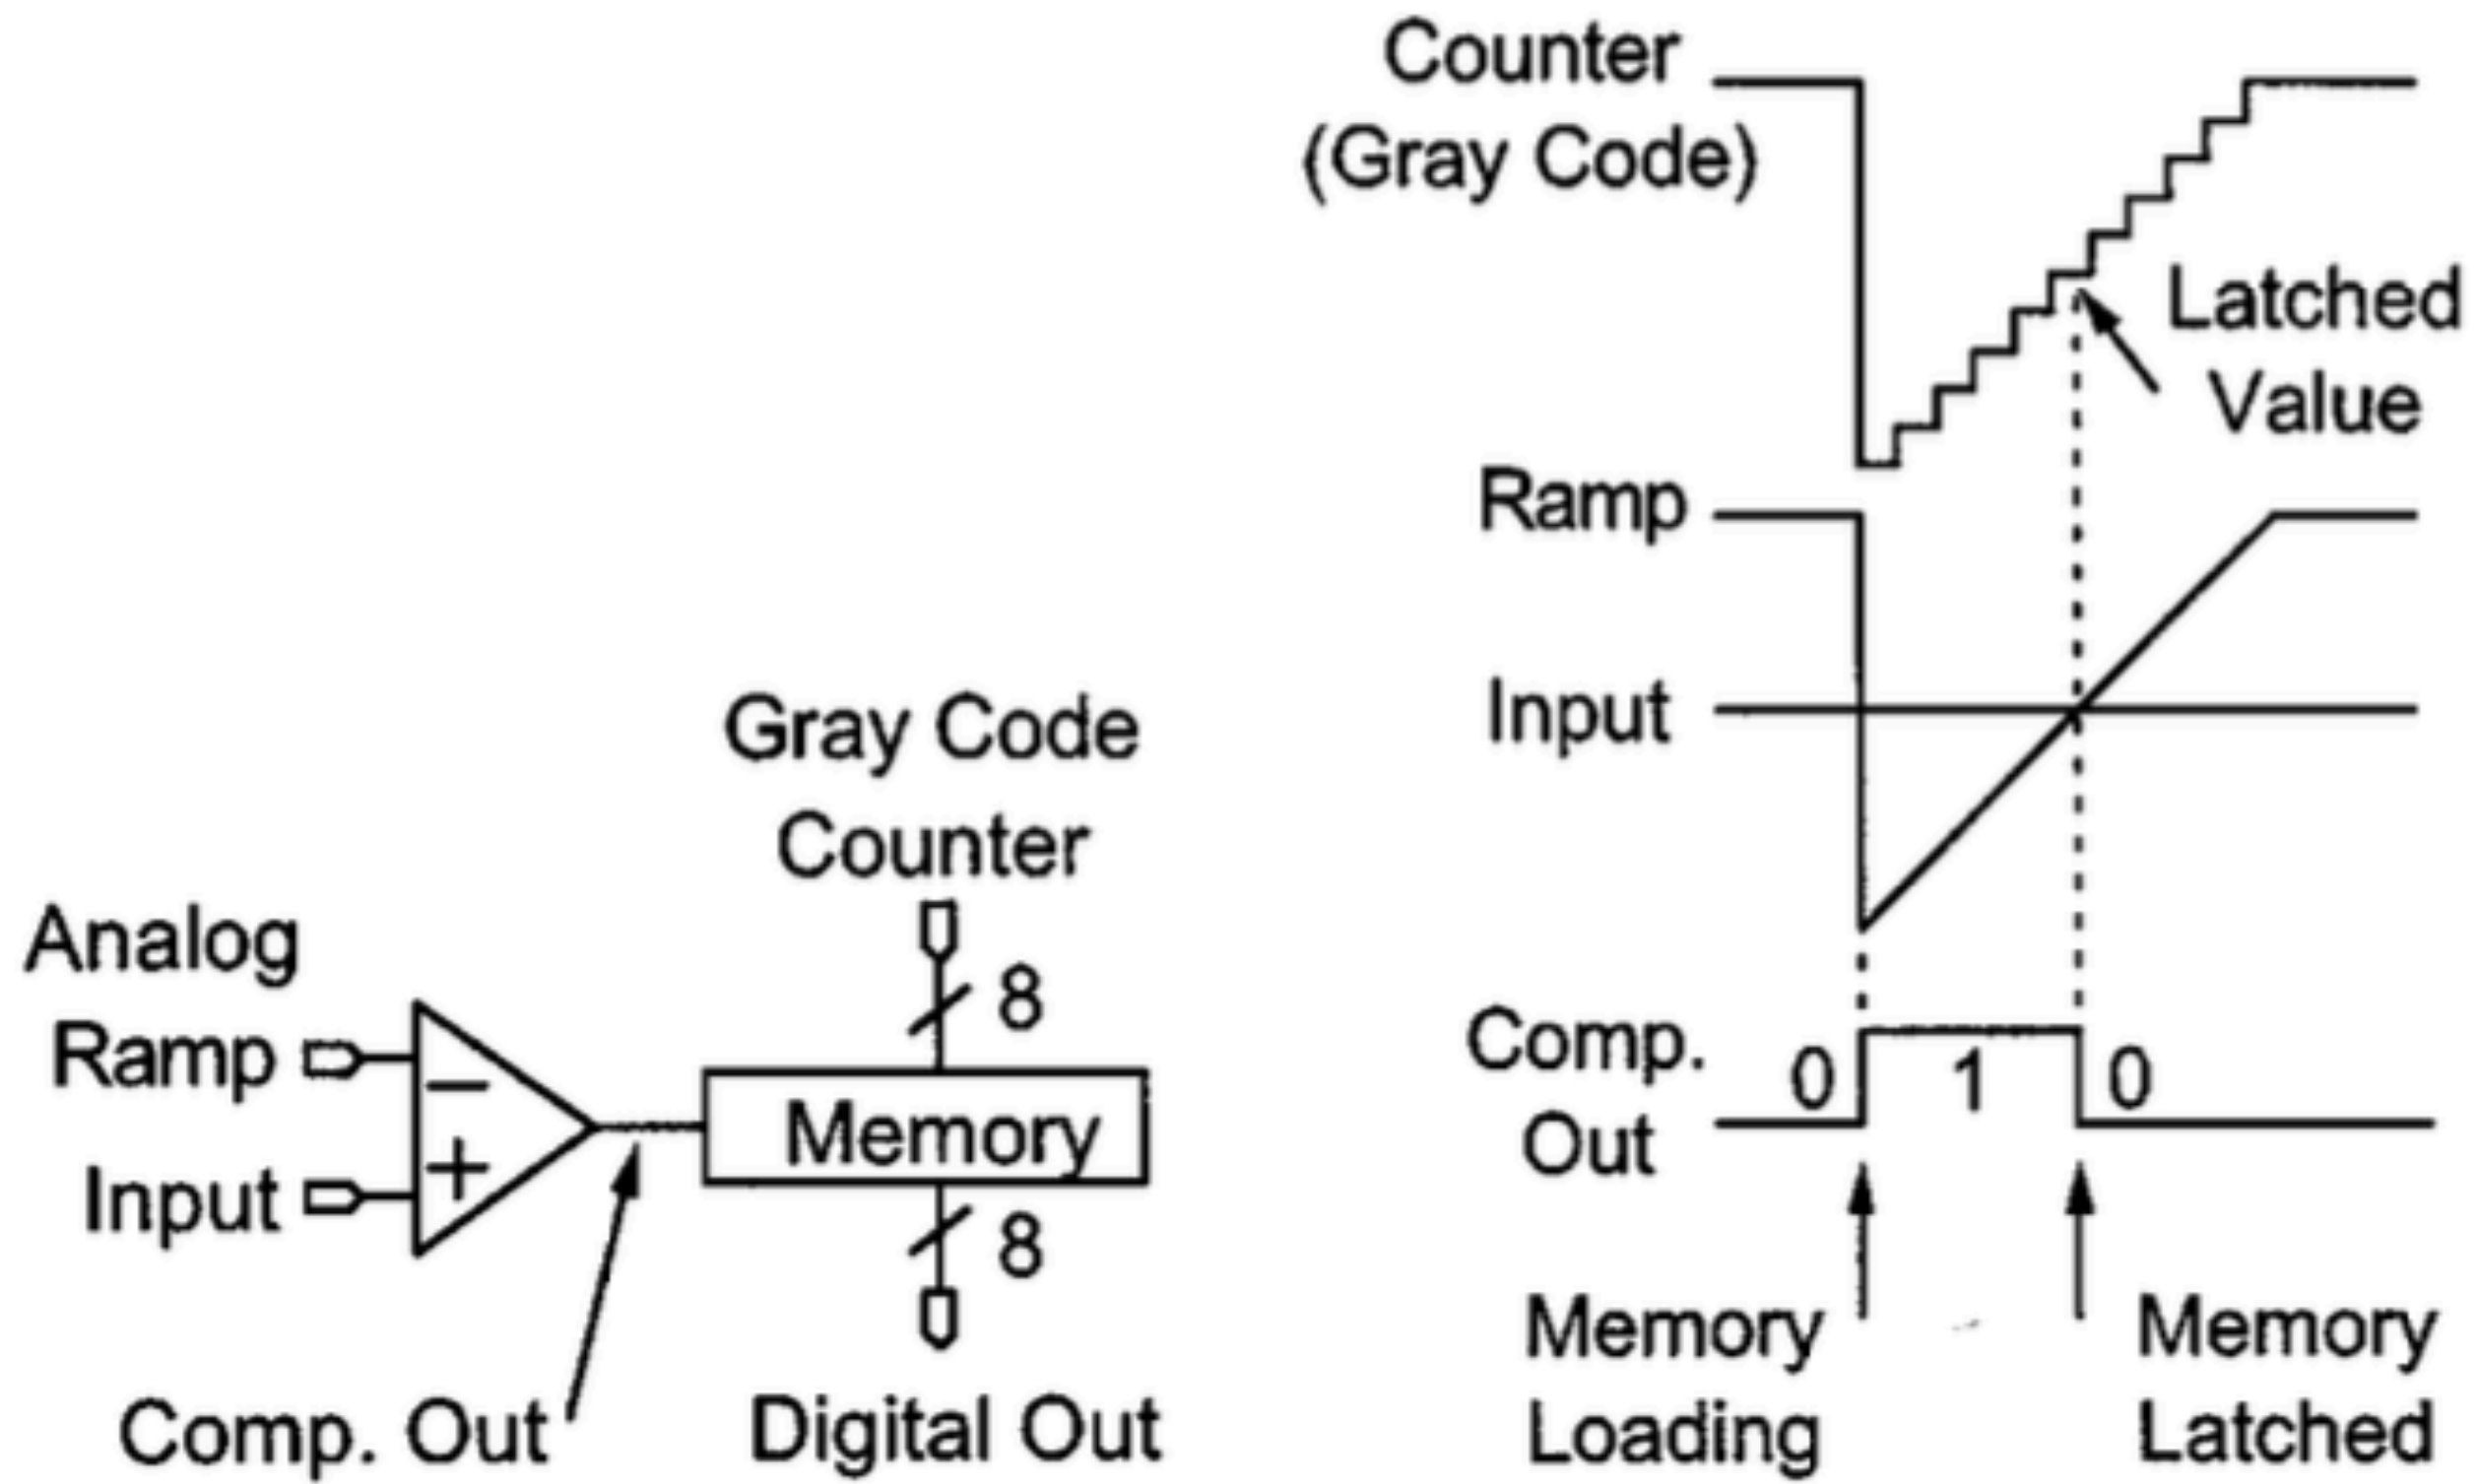 Gray Code
Counter
Analog
Ramp
Input
−
+
8
Memory
8
Comp. Out
Digital Out
Counter
(Gray Code)
Latched
Value
Ramp
Input
Comp.
Out
0
1
0
Memory
Loading
Memory
Latched